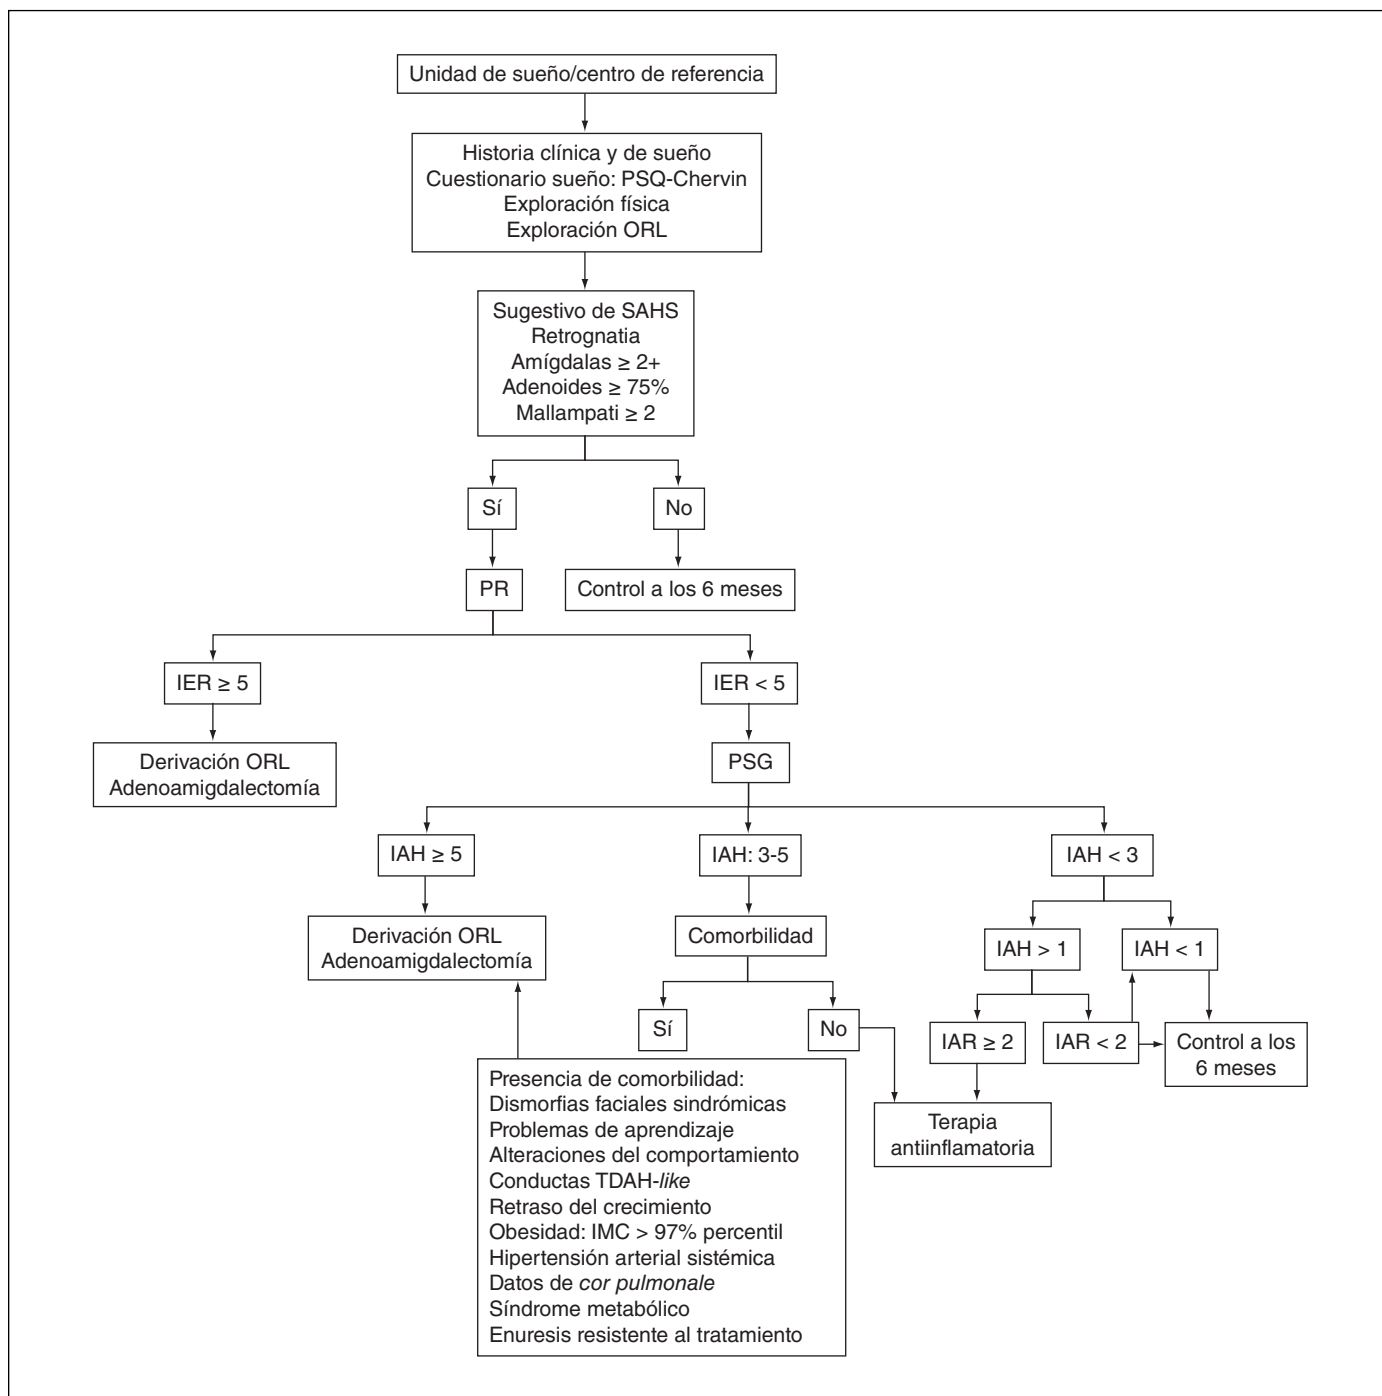 Unidad de sueño/centro de referencia
Historia clínica y de sueño
Cuestionario sueño: PSQ-Chervin
Exploración física
Exploración ORL
Sugestivo de SAHS
Retrognatia
Amígdalas ≥ 2+
Adenoides ≥ 75%
Mallampati ≥ 2
Sí
No
PR
Control a los 6 meses
IER ≥ 5
IER < 5
Derivación ORL
Adenoamigdalectomía
PSG
IAH ≥ 5
IAH: 3-5
IAH < 3
Derivación ORL
Adenoamigdalectomía
Comorbilidad
IAH > 1
IAH < 1
Sí
No
IAR ≥ 2
IAR < 2
Control a los
6 meses
Presencia de comorbilidad:
Dismorfias faciales sindrómicas
Problemas de aprendizaje
Alteraciones del comportamiento
Conductas TDAH-like
Retraso del crecimiento
Obesidad: IMC > 97% percentil
Hipertensión arterial sistémica
Datos de cor pulmonale
Síndrome metabólico
Enuresis resistente al tratamiento
Terapia
antiinflamatoria